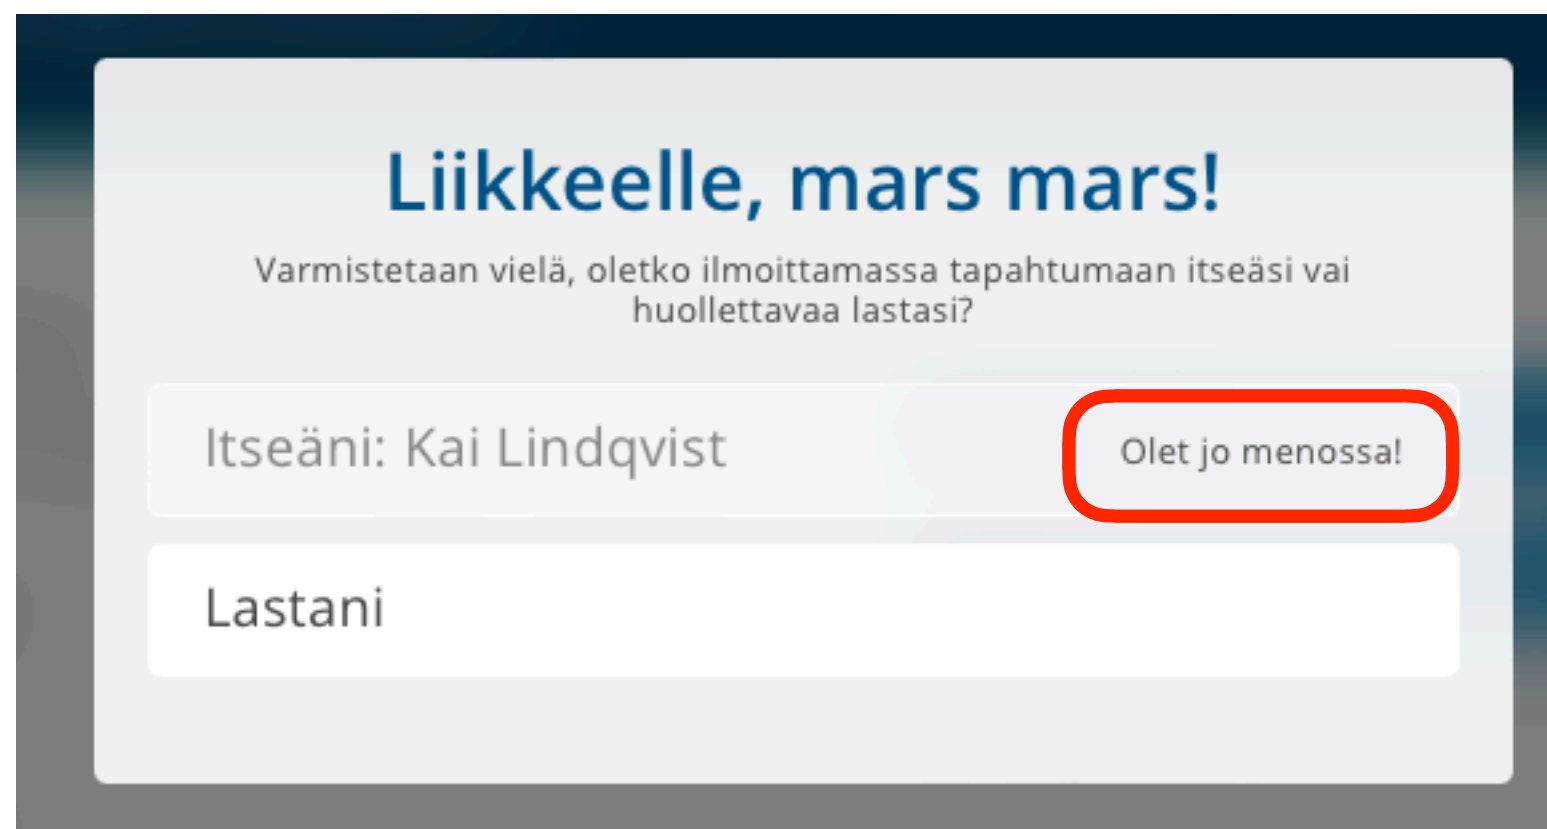 Liikkeelle, mars mars!
Varmistetaan vielä, oletko ilmoittamassa tapahtumaan itseäsi vai
huollettavaa lastasi?
Itseäni: Kai Lindqvist
Olet jo menossa!
Lastani